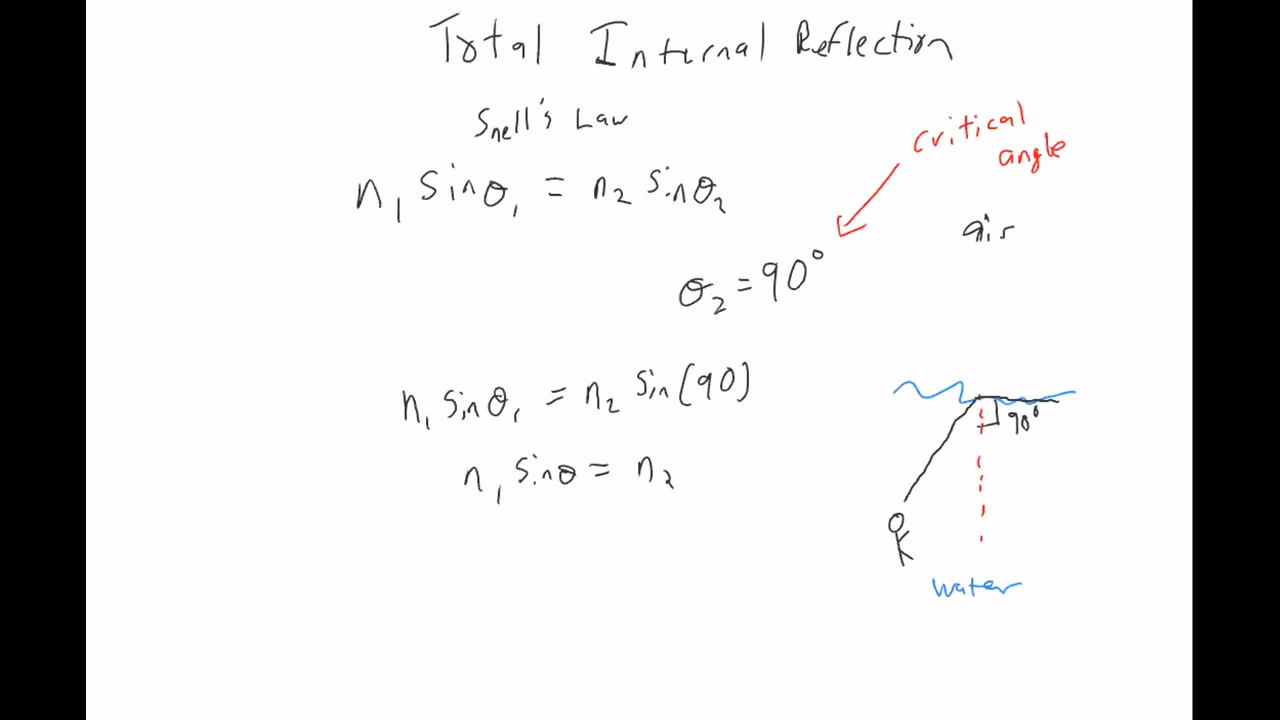 Total Internal Reflection
Snell's Law
n₁ sinθ₁ = n₂ sinθ₂
critical
angle
air
θ₂ = 90°
n₁ sinθ₁ = n₂ sin(90)
n₁ sinθ = n₂
90°
water